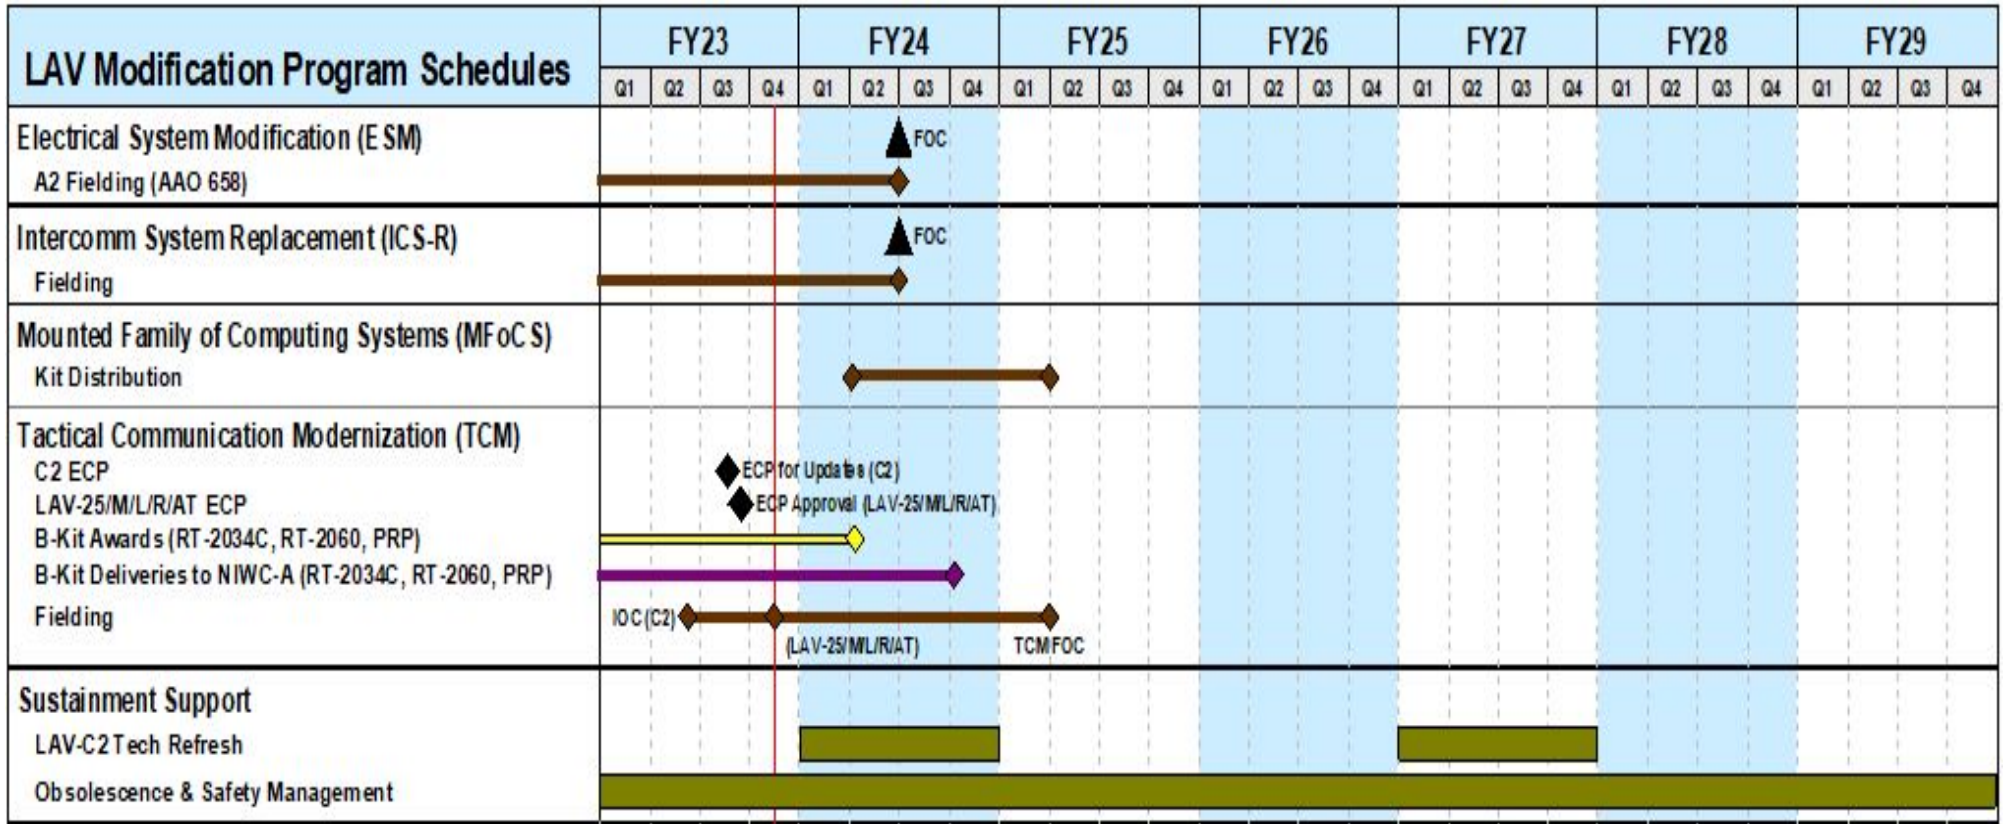 LAV Modification Program Schedules
FY23 FY24 FY25 FY26 FY27 FY28 FY29
Q1 Q2 Q3 Q4 Q1 Q2 Q3 Q4 Q1 Q2 Q3 Q4 Q1 Q2 Q3 Q4 Q1 Q2 Q3 Q4 Q1 Q2 Q3 Q4 Q1 Q2 Q3 Q4
Electrical System Modification (ESM)
FOC
A2 Fielding (AAO 658)
Intercomm System Replacement (ICS-R)
FOC
Fielding
Mounted Family of Computing Systems (MFoCS)
Kit Distribution
Tactical Communication Modernization (TCM)
C2 ECP
ECP for Updates (C2)
LAV-25/M/L/R/AT ECP
ECP Approval (LAV-25/M/L/R/AT)
B-Kit Awards (RT-2034C, RT-2060, PRP)
B-Kit Deliveries to NIWC-A (RT-2034C, RT-2060, PRP)
Fielding
IOC (C2)
(LAV-25/M/L/R/AT)
TCM FOC
Sustainment Support
LAV-C2 Tech Refresh
Obsolescence & Safety Management